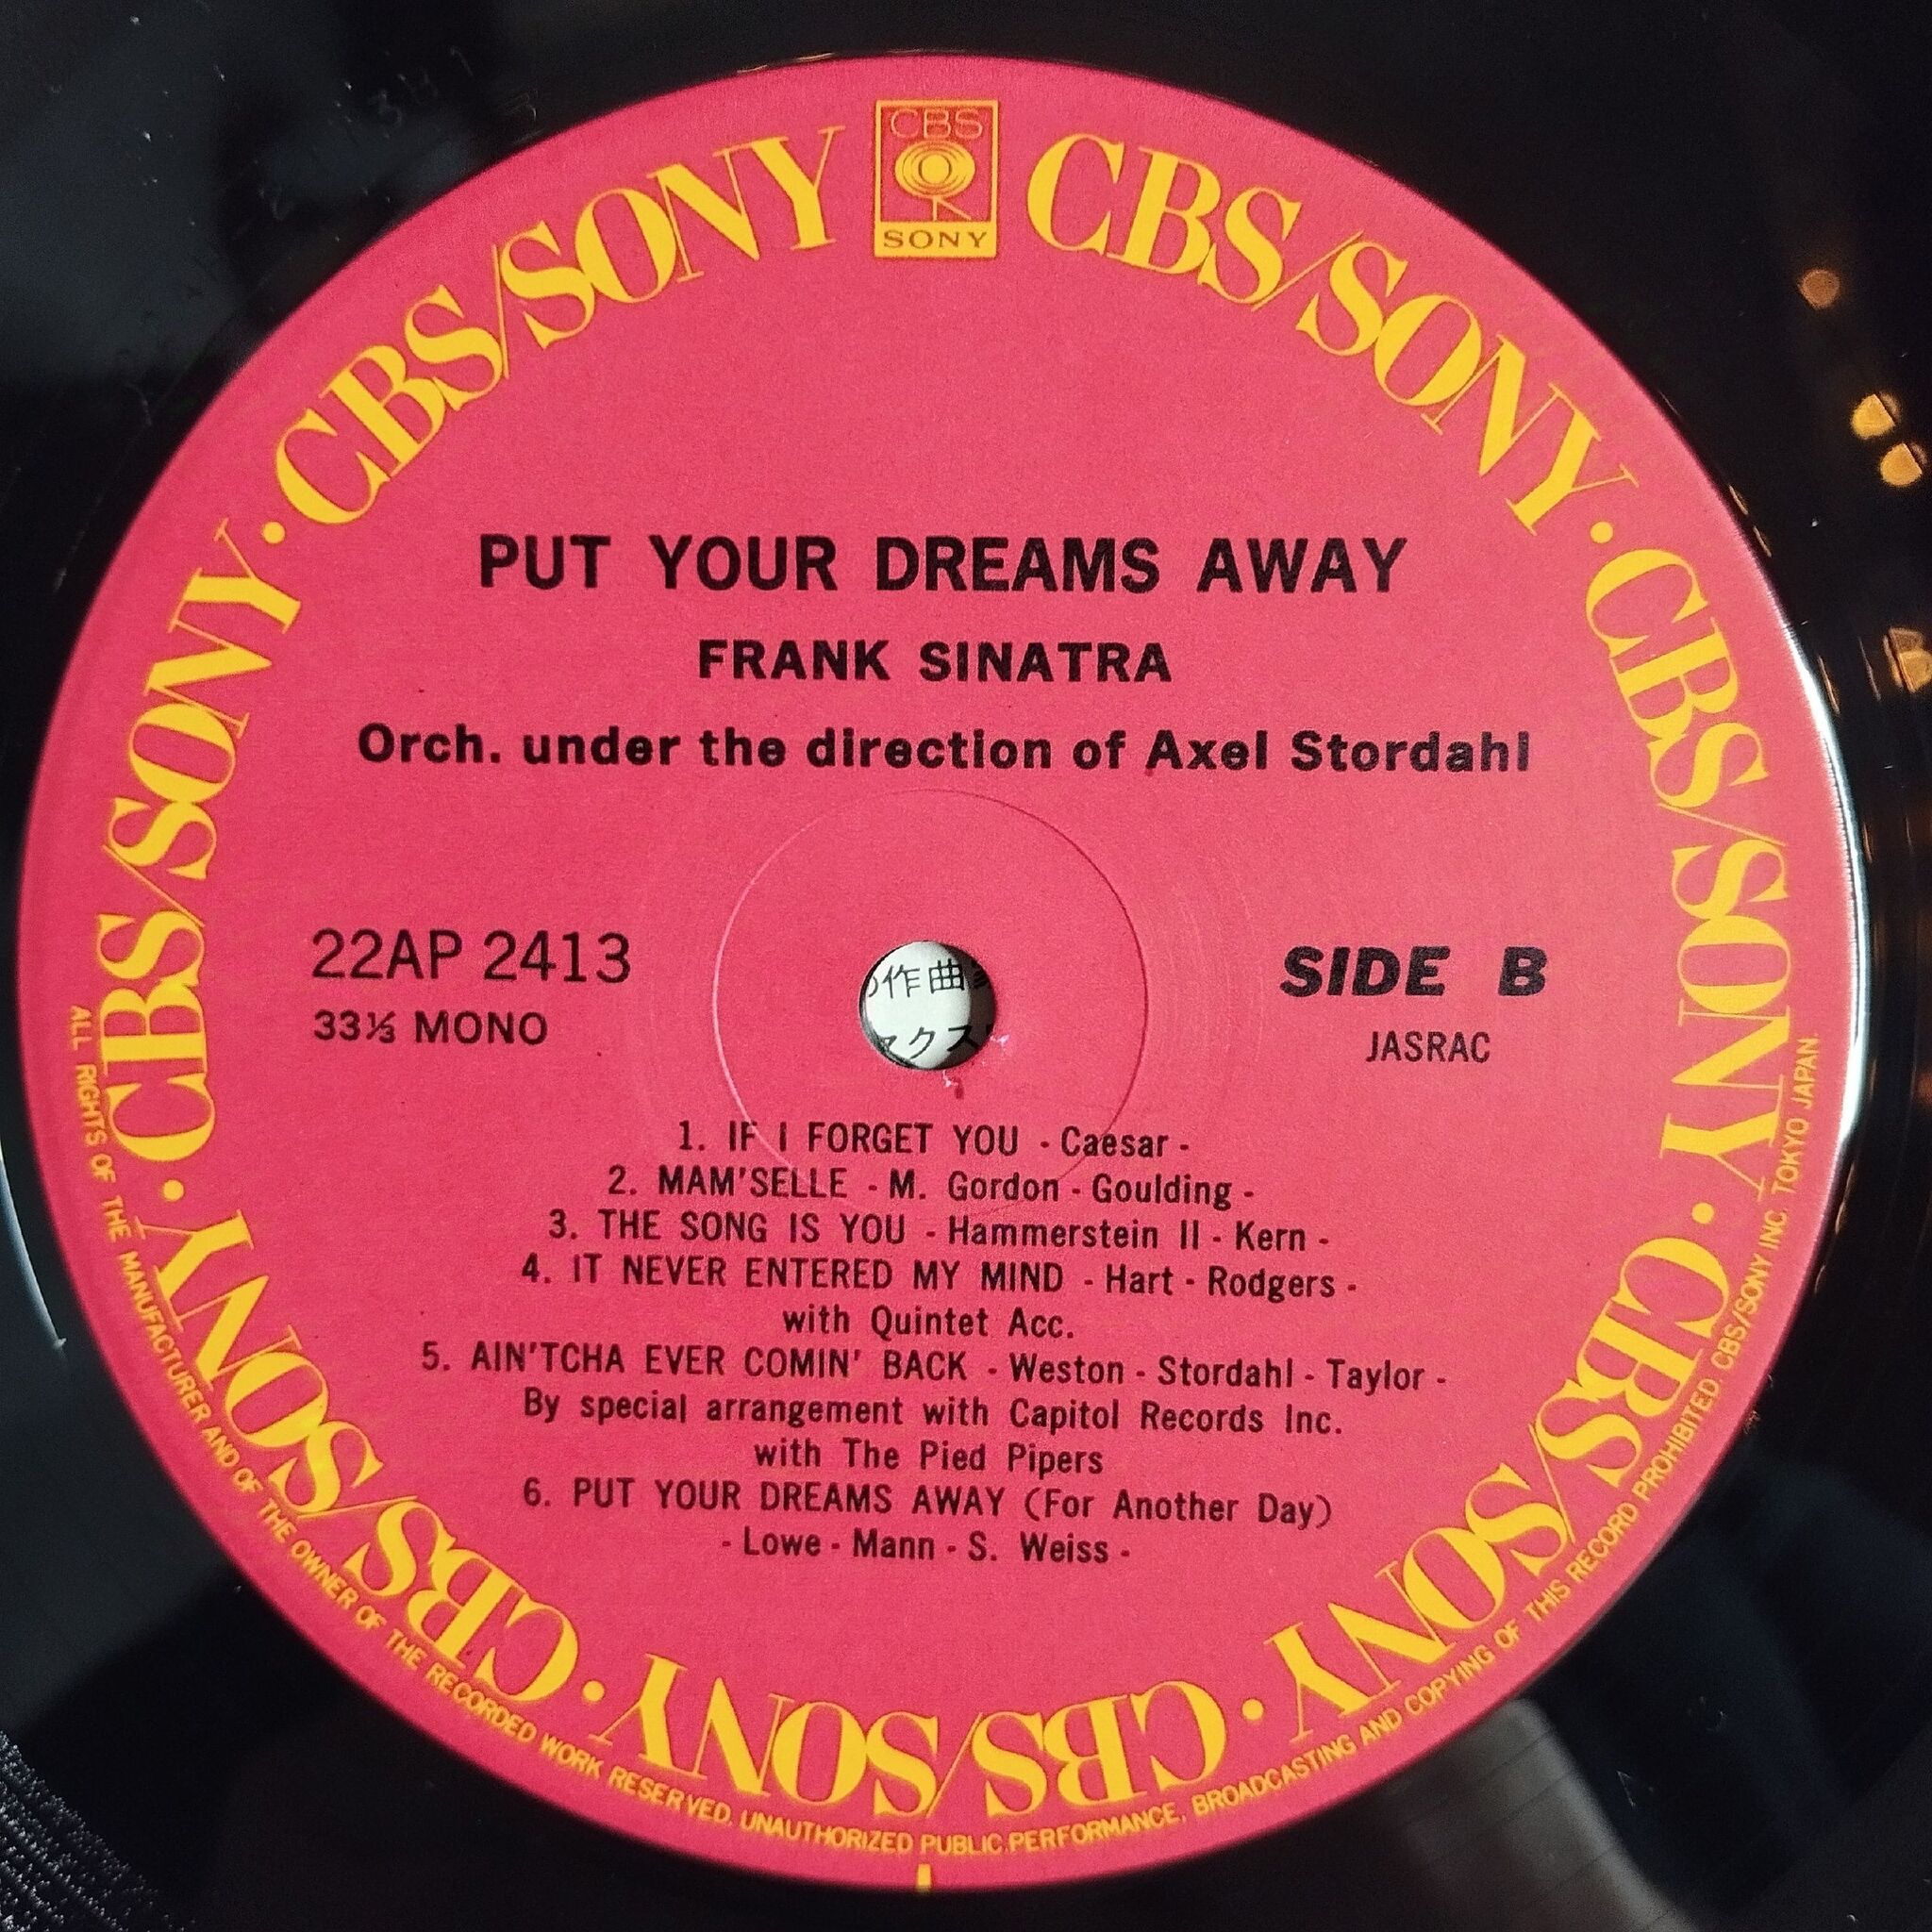 CBS
SONY
CBS/SONY · CBS/SONY · CBS/SONY · CBS/SONY · CBS/SONY · CBS/SONY · CBS/SONY · CBS/SONY
PUT YOUR DREAMS AWAY
FRANK SINATRA
Orch. under the direction of Axel Stordahl
22AP 2413
33⅓ MONO
SIDE B
JASRAC
の作曲
クス
1. IF I FORGET YOU - Caesar -
2. MAM'SELLE - M. Gordon - Goulding -
3. THE SONG IS YOU - Hammerstein II - Kern -
4. IT NEVER ENTERED MY MIND - Hart - Rodgers -
with Quintet Acc.
5. AIN'TCHA EVER COMIN' BACK - Weston - Stordahl - Taylor -
By special arrangement with Capitol Records Inc.
with The Pied Pipers
6. PUT YOUR DREAMS AWAY (For Another Day)
- Lowe - Mann - S. Weiss -
ALL RIGHTS OF THE MANUFACTURER AND OF THE OWNER OF THE RECORDED WORK RESERVED. UNAUTHORIZED PUBLIC PERFORMANCE, BROADCASTING AND COPYING OF THIS RECORD PROHIBITED. CBS/SONY INC. TOKYO JAPAN